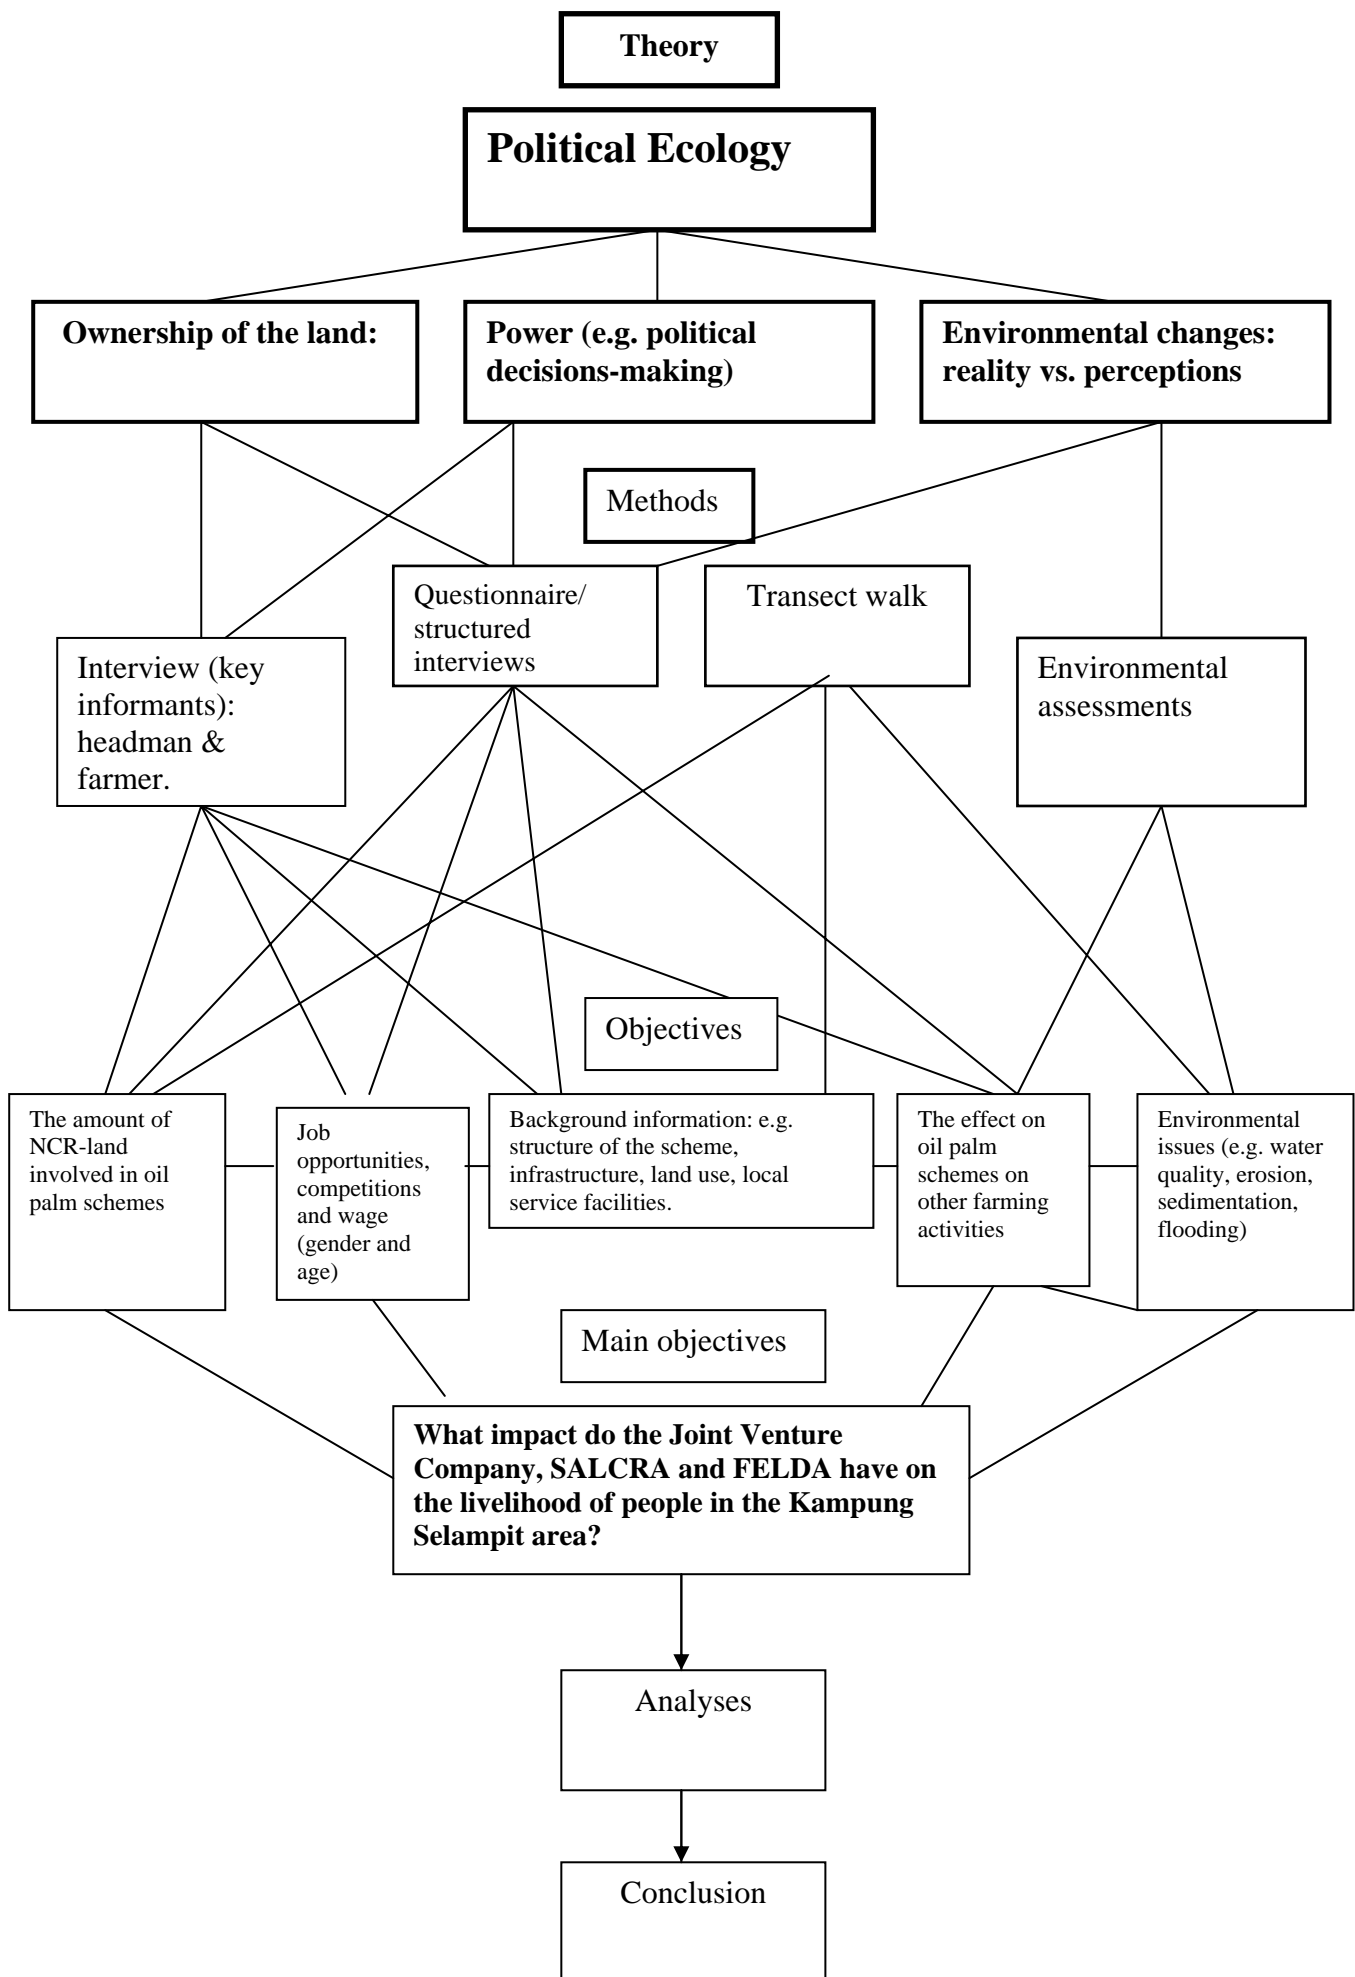 Theory
Political Ecology
Ownership of the land:
Power (e.g. political
decisions-making)
Environmental changes:
reality vs. perceptions
Methods
Interview (key
informants):
headman &
farmer.
Questionnaire/
structured
interviews
Transect walk
Environmental
assessments
Objectives
The amount of
NCR-land
involved in oil
palm schemes
Job
opportunities,
competitions
and wage
(gender and
age)
Background information: e.g.
structure of the scheme,
infrastructure, land use, local
service facilities.
The effect on
oil palm
schemes on
other farming
activities
Environmental
issues (e.g. water
quality, erosion,
sedimentation,
flooding)
Main objectives
What impact do the Joint Venture
Company, SALCRA and FELDA have on
the livelihood of people in the Kampung
Selampit area?
Analyses
Conclusion